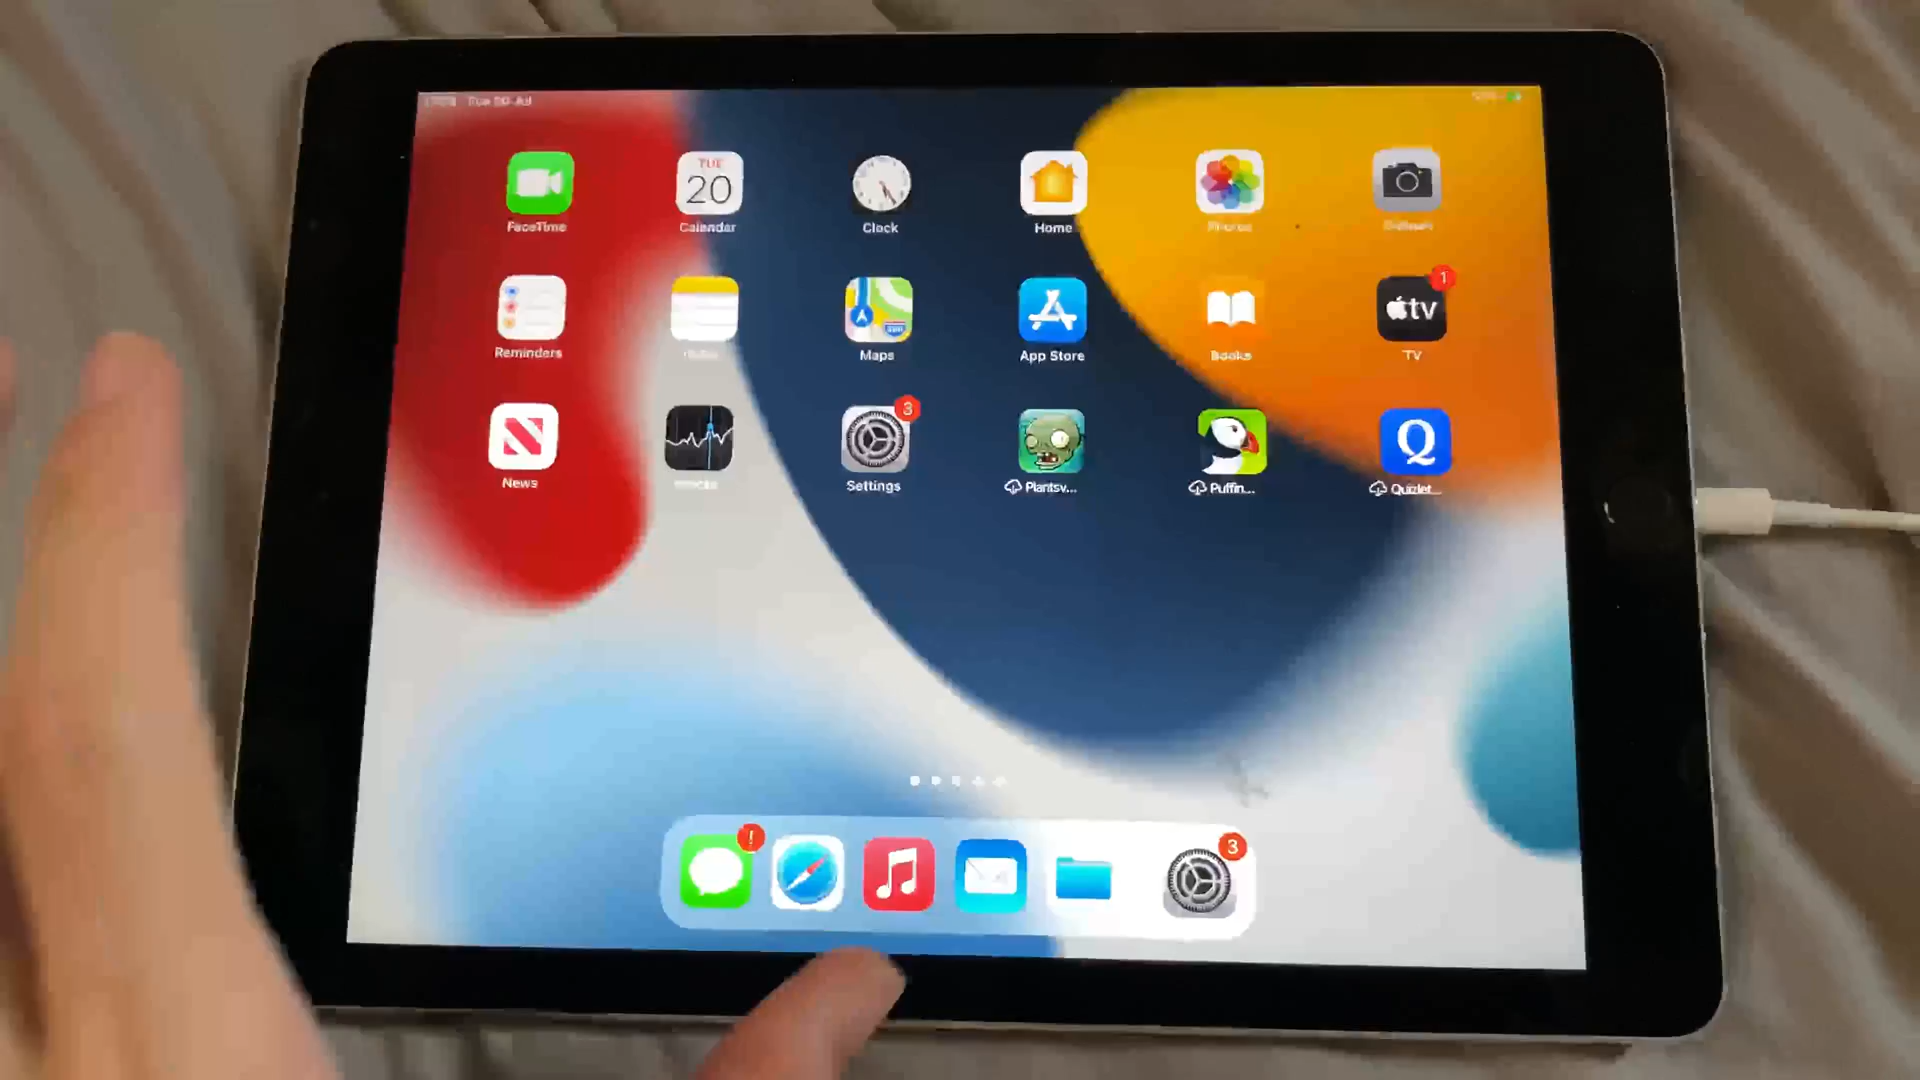 Tue 20 Jul
TUE
20
FaceTime
Calendar
Clock
Home
Photos
Camera
1
tv
Reminders
Notes
Maps
App Store
Books
TV
3
Q
News
Stocks
Settings
Plantsv...
Puffin...
Quizlet...
!
3